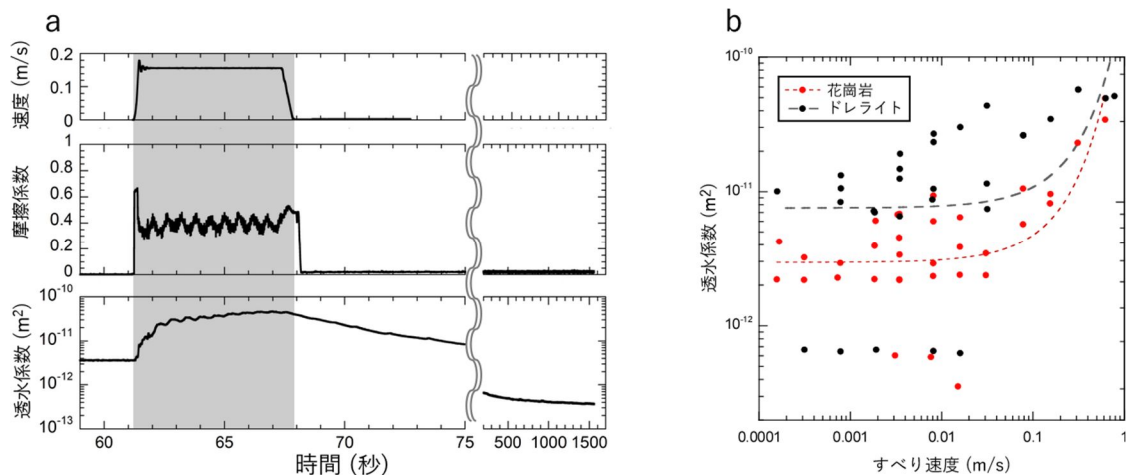 a
速度 (m/s)
0.2
0.1
0
摩擦係数
1
0.8
0.6
0.4
0.2
0
透水係数 (m²)
10⁻¹⁰
10⁻¹¹
10⁻¹²
10⁻¹³
60 65 70 75 500 1000 1500
時間 (秒)
b
透水係数 (m²)
10⁻¹⁰
10⁻¹¹
10⁻¹²
花崗岩
ドレライト
0.0001 0.001 0.01 0.1 1
すべり速度 (m/s)